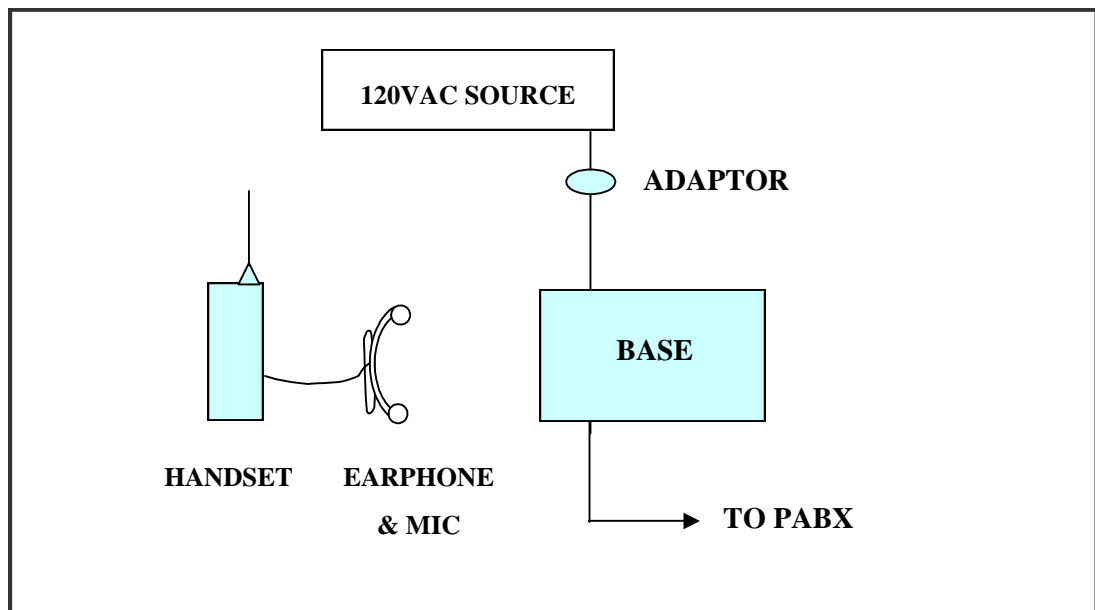 120VAC SOURCE
ADAPTOR
BASE
HANDSET
EARPHONE
& MIC
TO PABX